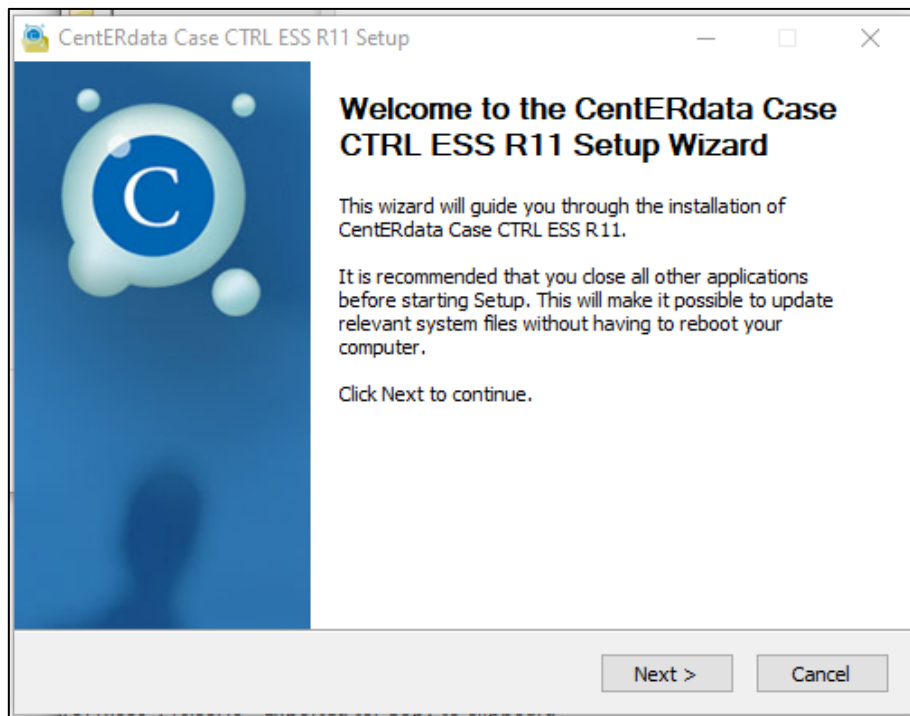 CentERdata Case CTRL ESS R11 Setup
C
Welcome to the CentERdata Case
CTRL ESS R11 Setup Wizard
This wizard will guide you through the installation of
CentERdata Case CTRL ESS R11.
It is recommended that you close all other applications
before starting Setup. This will make it possible to update
relevant system files without having to reboot your
computer.
Click Next to continue.
Next >
Cancel